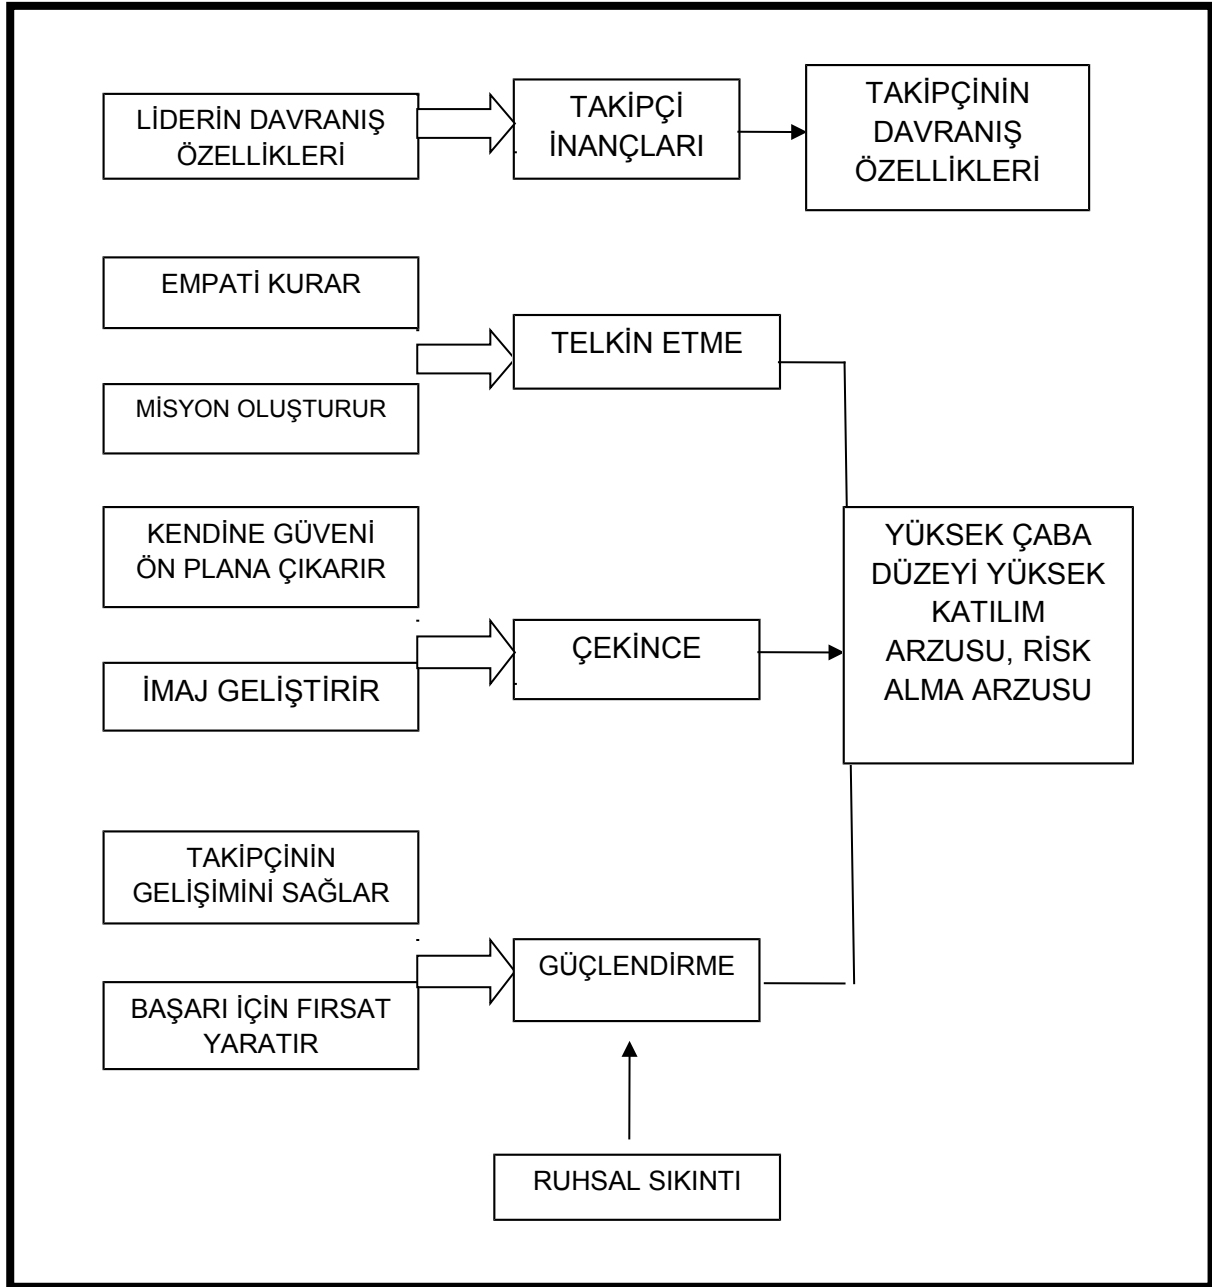 LİDERİN DAVRANIŞ
ÖZELLİKLERİ
TAKİPÇİ
İNANÇLARI
TAKİPÇİNİN
DAVRANIŞ
ÖZELLİKLERİ
EMPATİ KURAR
MİSYON OLUŞTURUR
TELKİN ETME
KENDİNE GÜVENİ
ÖN PLANA ÇIKARIR
İMAJ GELİŞTİRİR
ÇEKİNCE
YÜKSEK ÇABA
DÜZEYİ YÜKSEK
KATILIM
ARZUSU, RİSK
ALMA ARZUSU
TAKİPÇİNİN
GELİŞİMİNİ SAĞLAR
BAŞARI İÇİN FIRSAT
YARATIR
GÜÇLENDİRME
RUHSAL SIKINTI